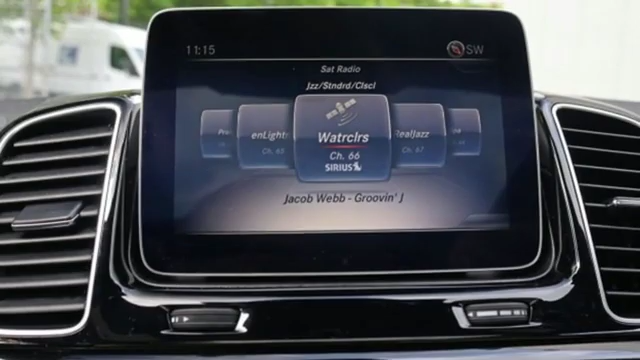 11:15 SW
Sat Radio
Jzz/Stndrd/Clscl
enLight Watrclrs RealJazz
Ch. 65 Ch. 66 Ch. 67
SIRIUS
Jacob Webb - Groovin' J